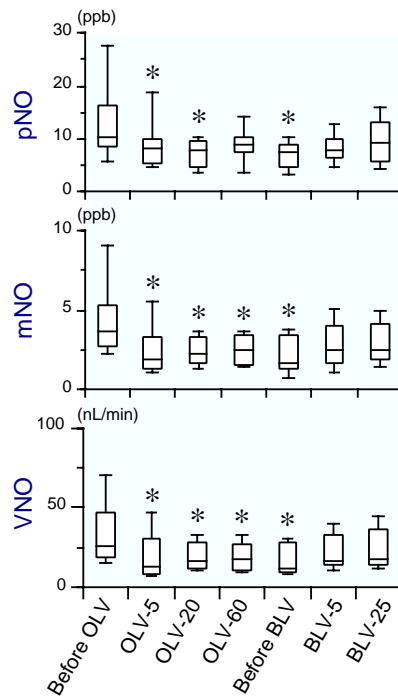 (ppb)
30
20
10
0
pNO
*
*
*
(ppb)
10
5
0
mNO
*
*
*
*
(nL/min)
100
50
0
VNO
*
*
*
*
Before OLV
OLV-5
OLV-20
OLV-60
Before BLV
BLV-5
BLV-25